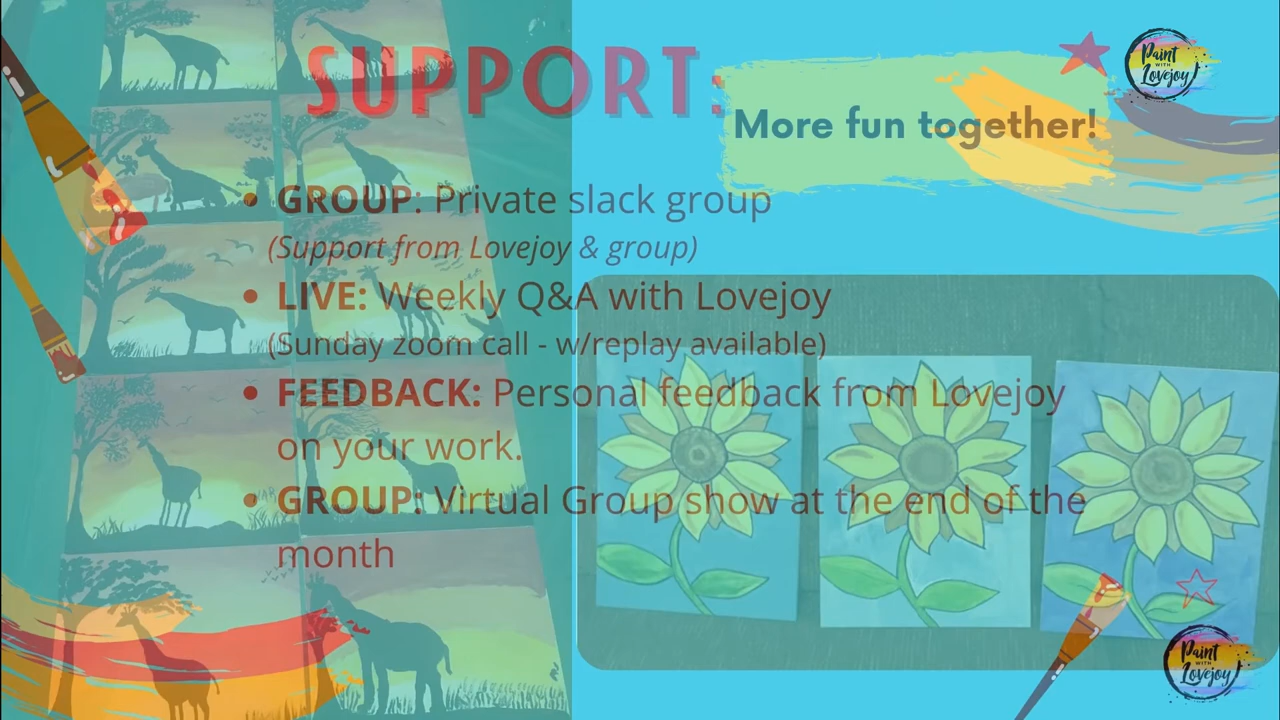 SUPPORT:
More fun together!
Paint
WITH
Lovejoy
• GROUP: Private slack group
(Support from Lovejoy & group)
• LIVE: Weekly Q&A with Lovejoy
(Sunday zoom call - w/replay available)
• FEEDBACK: Personal feedback from Lovejoy
on your work.
• GROUP: Virtual Group show at the end of the
month
Paint
WITH
Lovejoy